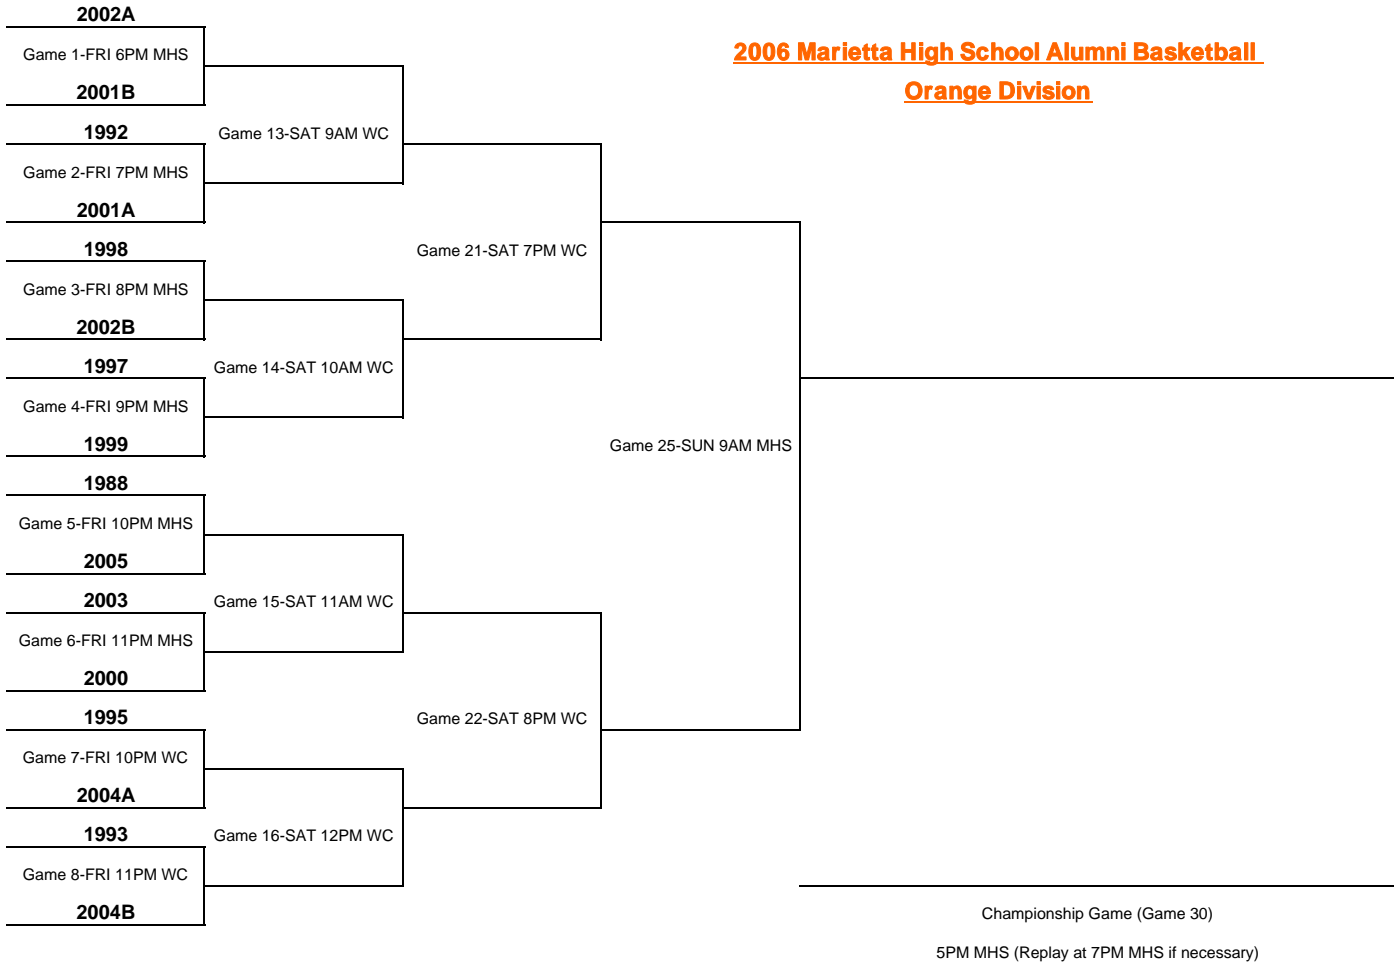 2006 Marietta High School Alumni Basketball
Orange Division
2002A
Game 1-FRI 6PM MHS
2001B
1992
Game 2-FRI 7PM MHS
2001A
1998
Game 3-FRI 8PM MHS
2002B
1997
Game 4-FRI 9PM MHS
1999
1988
Game 5-FRI 10PM MHS
2005
2003
Game 6-FRI 11PM MHS
2000
1995
Game 7-FRI 10PM WC
2004A
1993
Game 8-FRI 11PM WC
2004B
Game 13-SAT 9AM WC
Game 14-SAT 10AM WC
Game 15-SAT 11AM WC
Game 16-SAT 12PM WC
Game 21-SAT 7PM WC
Game 22-SAT 8PM WC
Game 25-SUN 9AM MHS
Championship Game (Game 30)
5PM MHS (Replay at 7PM MHS if necessary)